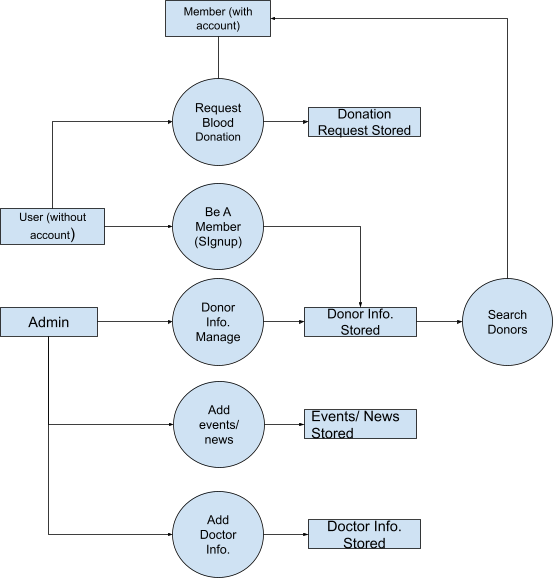 Member (with
account)
Request
Blood
Donation
Donation
Request Stored
User (without
account)
Be A
Member
(SIgnup)
Admin
Donor
Info.
Manage
Donor Info.
Stored
Search
Donors
Add
events/
news
Events/ News
Stored
Add
Doctor
Info.
Doctor Info.
Stored